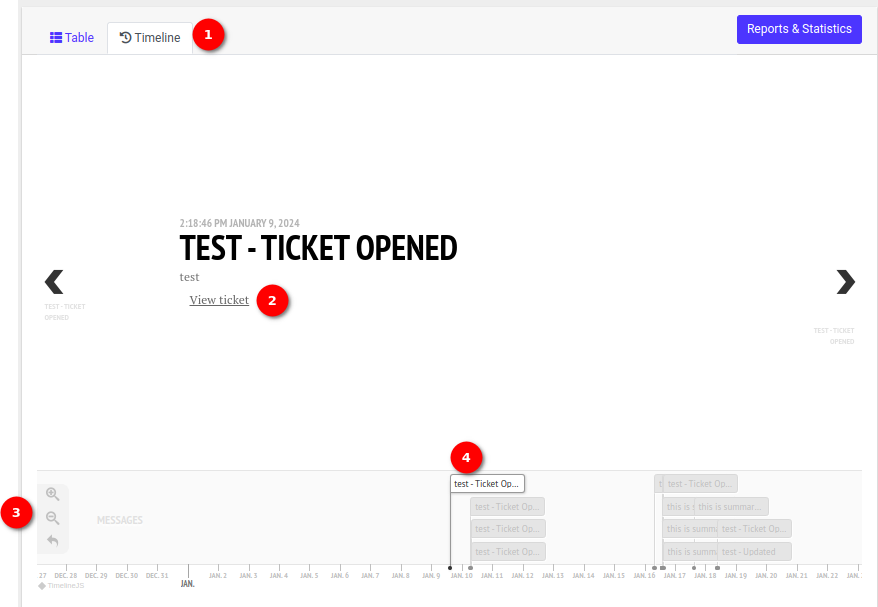 Table
Timeline
1
Reports & Statistics
2:18:46 PM JANUARY 9, 2024
TEST - TICKET OPENED
test
View ticket
2
TEST - TICKET
OPENED
TEST - TICKET
OPENED
4
3
MESSAGES
test - Ticket Op...
test - Ticket Op...
test - Ticket Op...
test - Ticket Op...
t
test - Ticket Op...
this is
this is summar...
this is summ
test - Ticket Op...
this is summ
test - Updated
.27 DEC. 28 DEC. 29 DEC. 30 DEC. 31 JAN. JAN. 2 JAN. 3 JAN. 4 JAN. 5 JAN. 6 JAN. 7 JAN. 8 JAN. 9 JAN. 10 JAN. 11 JAN. 12 JAN. 13 JAN. 14 JAN. 15 JAN. 16 JAN. 17 JAN. 18 JAN. 19 JAN. 20 JAN. 21 JAN. 22 JAN.
TimelineJS